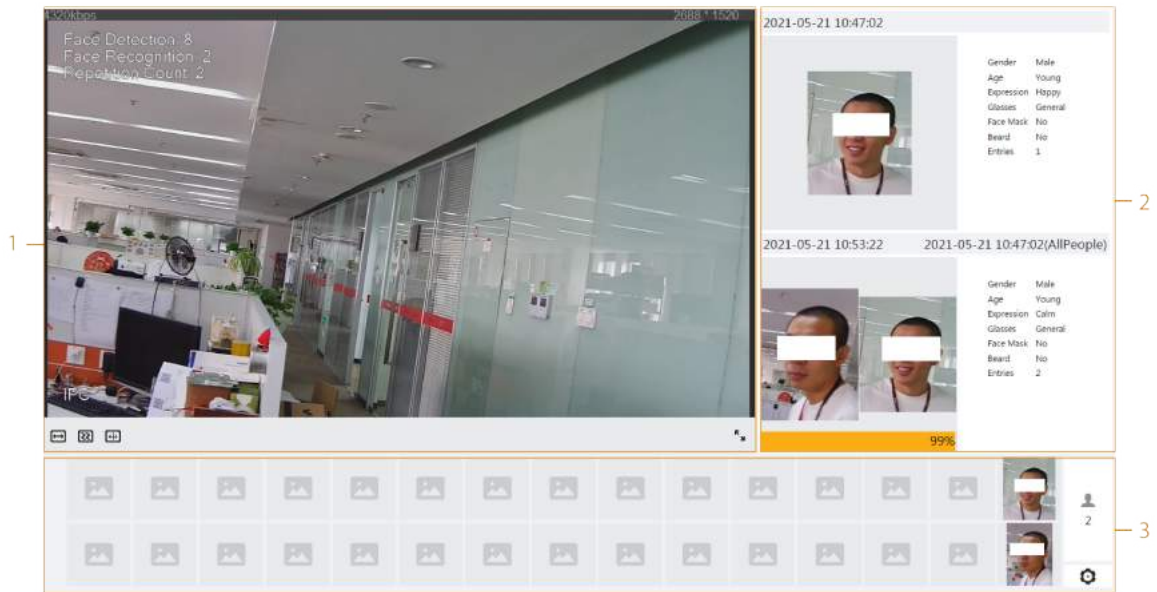 4320kbps
2688 * 1520
Face Detection: 8
Face Recognition: 2
Repetition Count: 2
IPC
1
2021-05-21 10:47:02
Gender Male
Age Young
Expression Happy
Glasses General
Face Mask No
Beard No
Entries 1
2
2021-05-21 10:53:22 2021-05-21 10:47:02(AllPeople)
Gender Male
Age Young
Expression Calm
Glasses General
Face Mask No
Beard No
Entries 2
99%
2
3